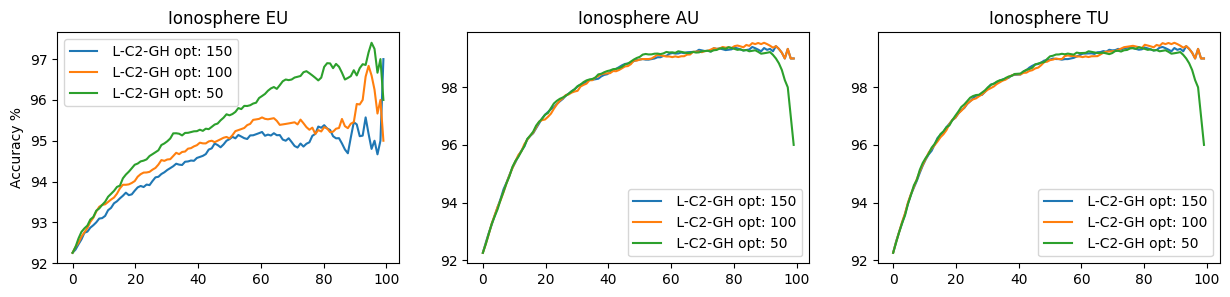 Ionosphere EU
Accuracy %
97
96
95
94
93
92
L-C2-GH opt: 150
L-C2-GH opt: 100
L-C2-GH opt: 50
0 20 40 60 80 100
Ionosphere AU
98
96
94
92
L-C2-GH opt: 150
L-C2-GH opt: 100
L-C2-GH opt: 50
0 20 40 60 80 100
Ionosphere TU
98
96
94
92
L-C2-GH opt: 150
L-C2-GH opt: 100
L-C2-GH opt: 50
0 20 40 60 80 100